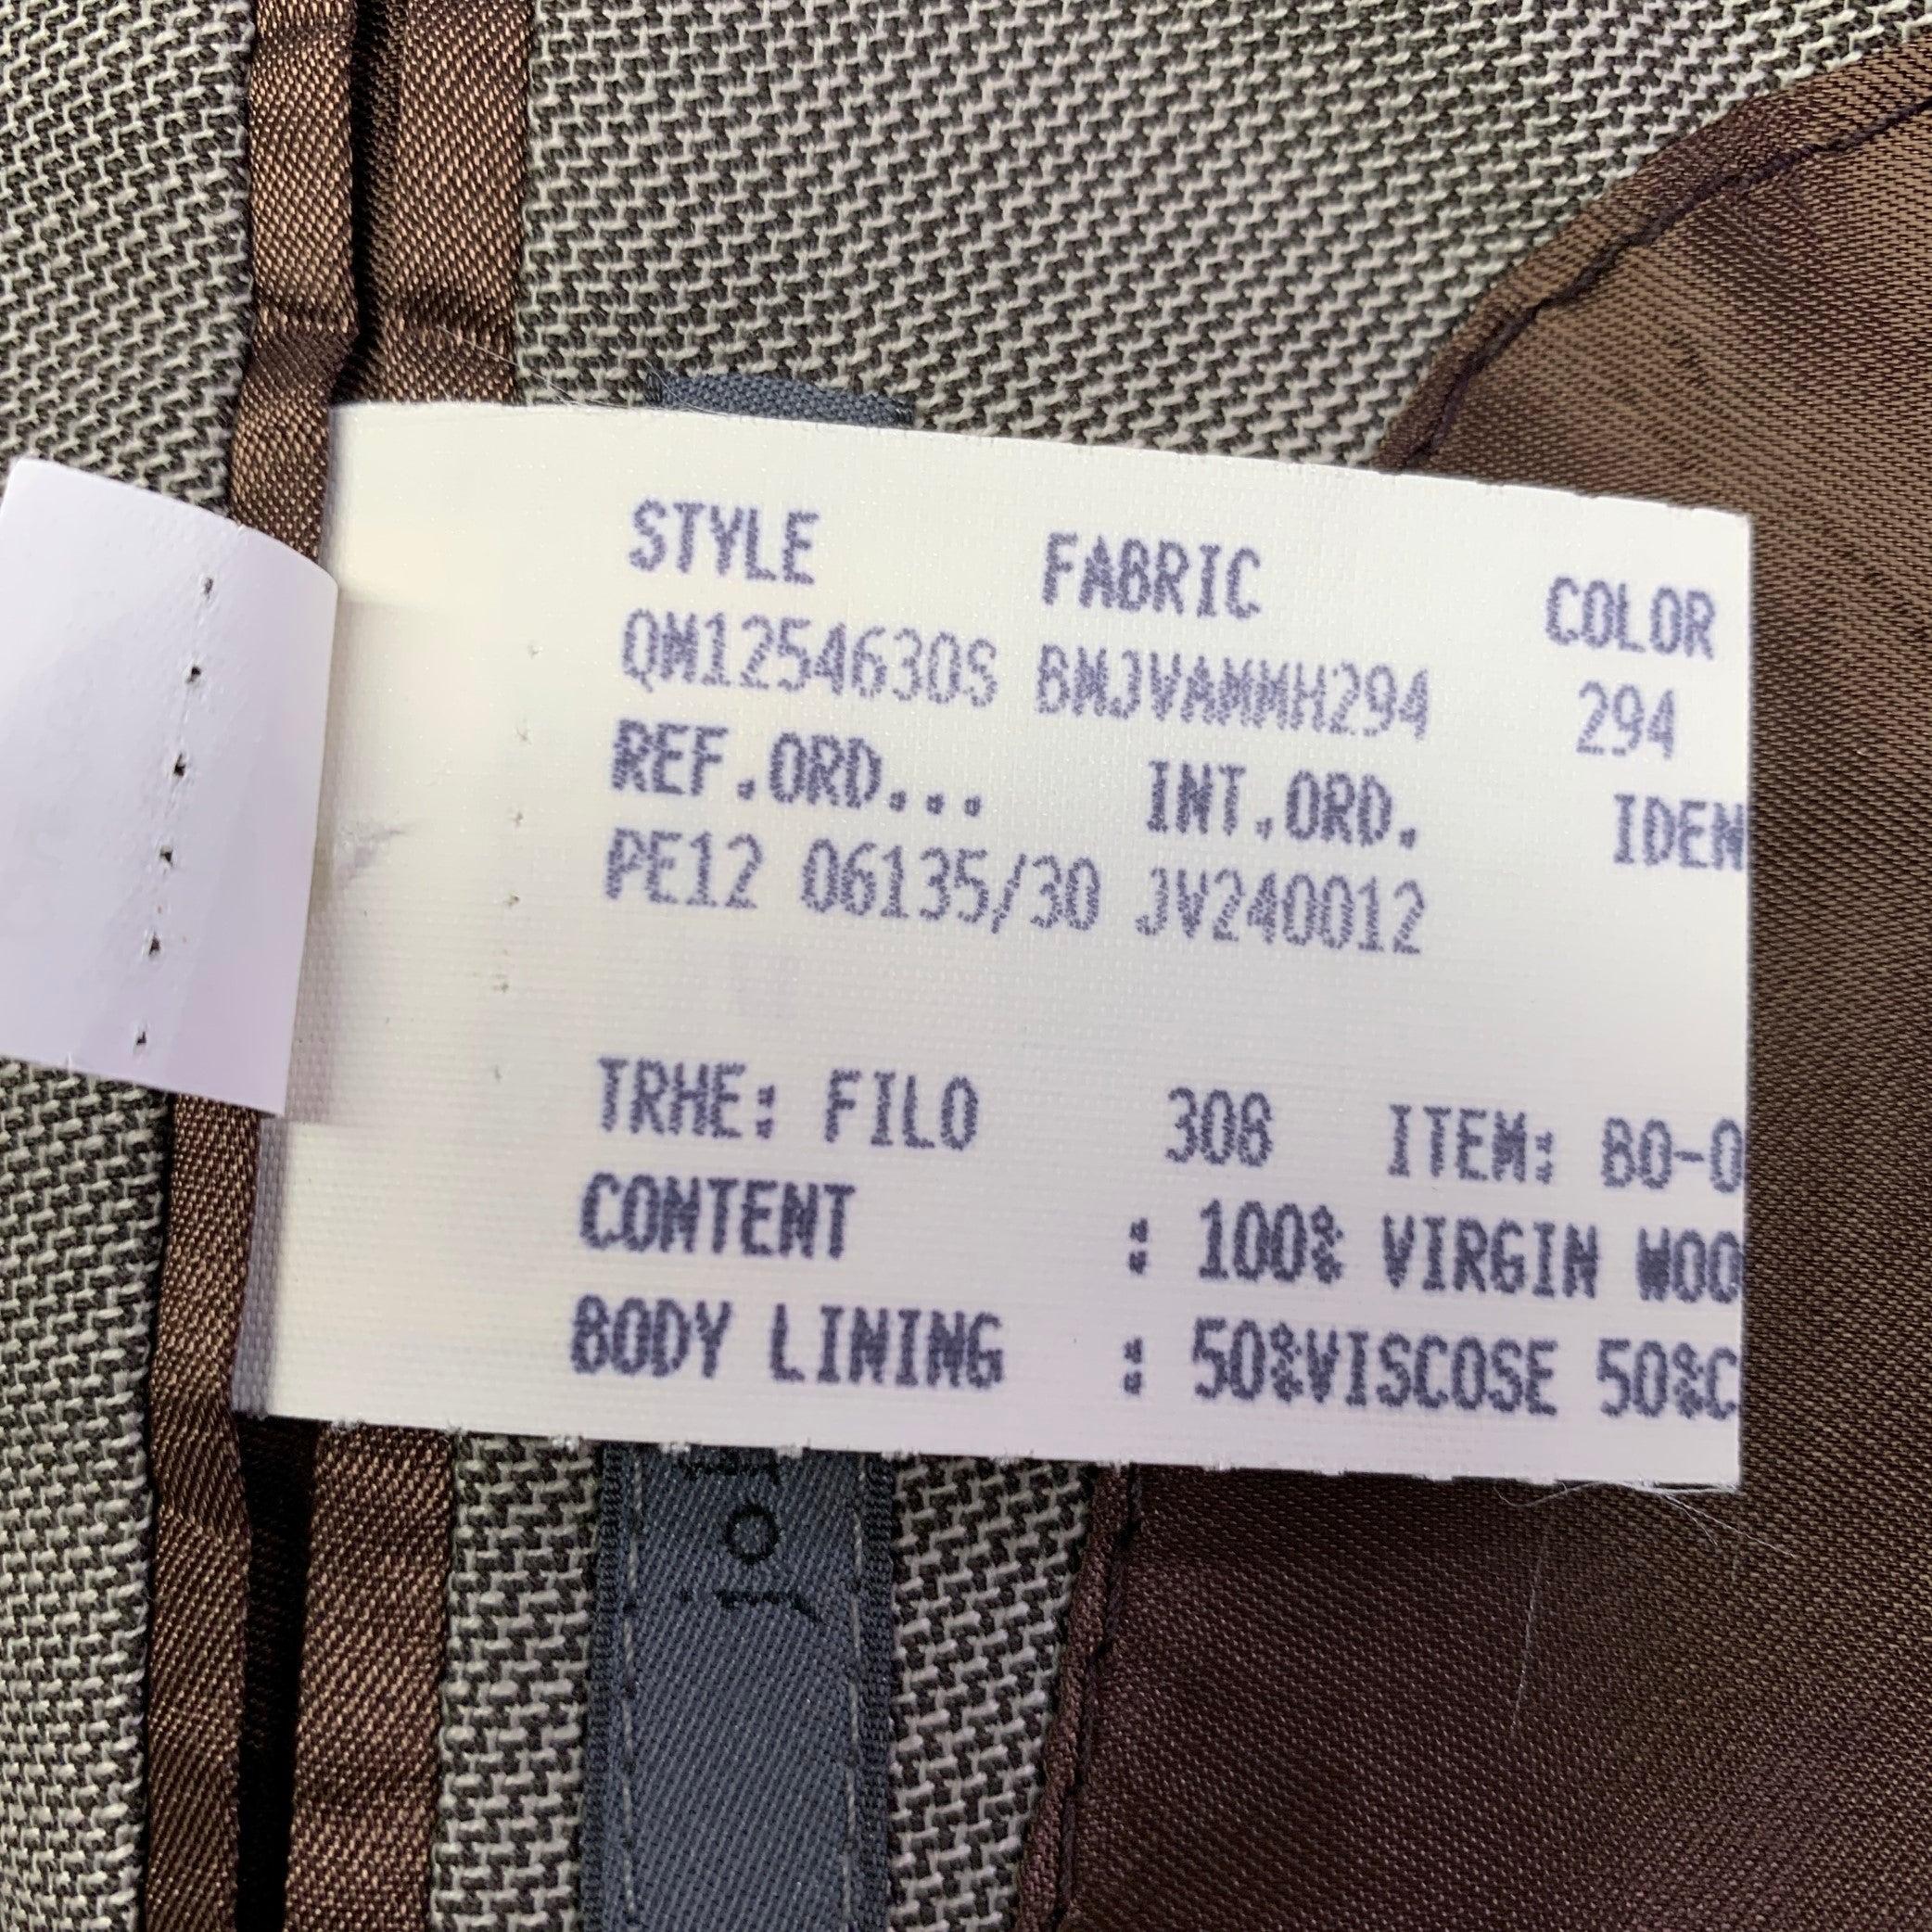 STYLE FABRIC COLOR
QM1254630S BMJVAMMH294 294
REF.ORD... INT.ORD. IDEN
PE12 06135/30 JV240012
TRHE: FILO 308 ITEM: 80-0
CONTENT : 100% VIRGIN WOO
BODY LINING : 50%VISCOSE 50%C
joh